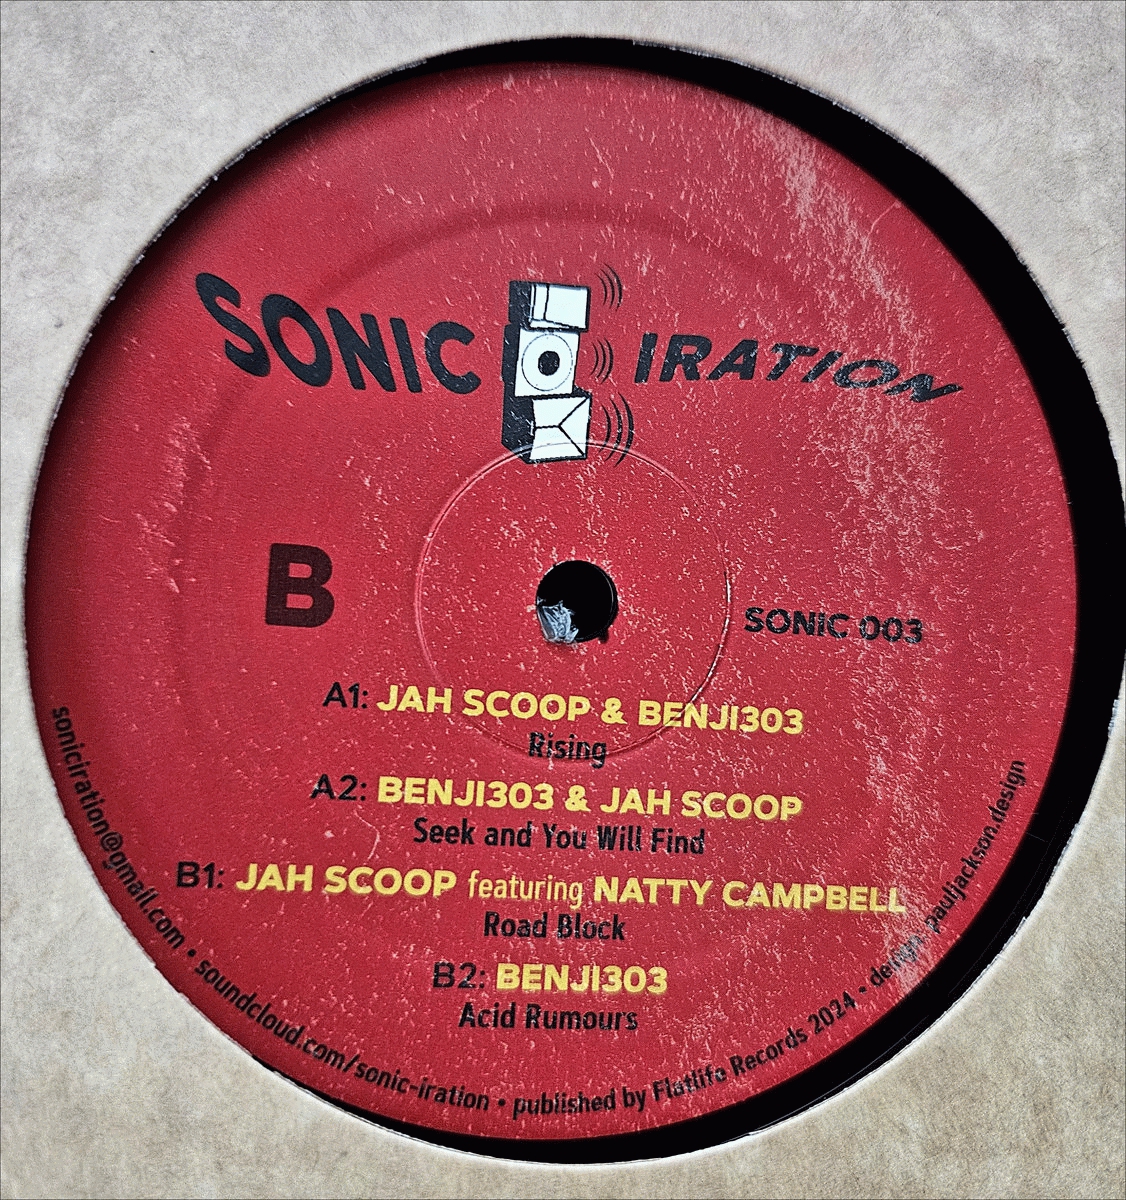 SONIC IRATION
B
SONIC 003
A1: JAH SCOOP & BENJI303
Rising
A2: BENJI303 & JAH SCOOP
Seek and You Will Find
B1: JAH SCOOP featuring NATTY CAMPBELL
Road Block
B2: BENJI303
Acid Rumours
soniciration@gmail.com • soundcloud.com/sonic-iration • published by Flatlife Records 2024 - design pauljackson.design